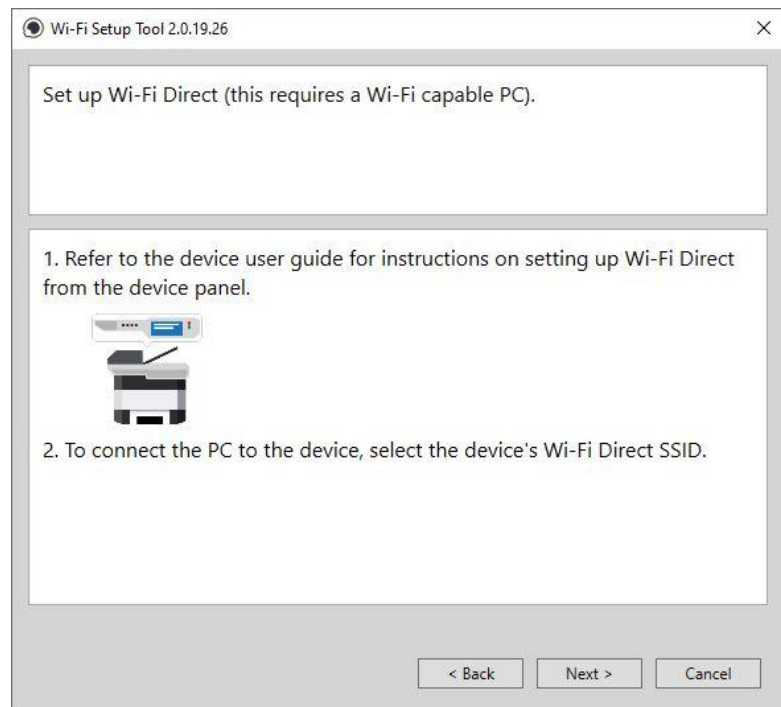 Wi-Fi Setup Tool 2.0.19.26
Set up Wi-Fi Direct (this requires a Wi-Fi capable PC).
1. Refer to the device user guide for instructions on setting up Wi-Fi Direct
from the device panel.
2. To connect the PC to the device, select the device's Wi-Fi Direct SSID.
< Back
Next >
Cancel